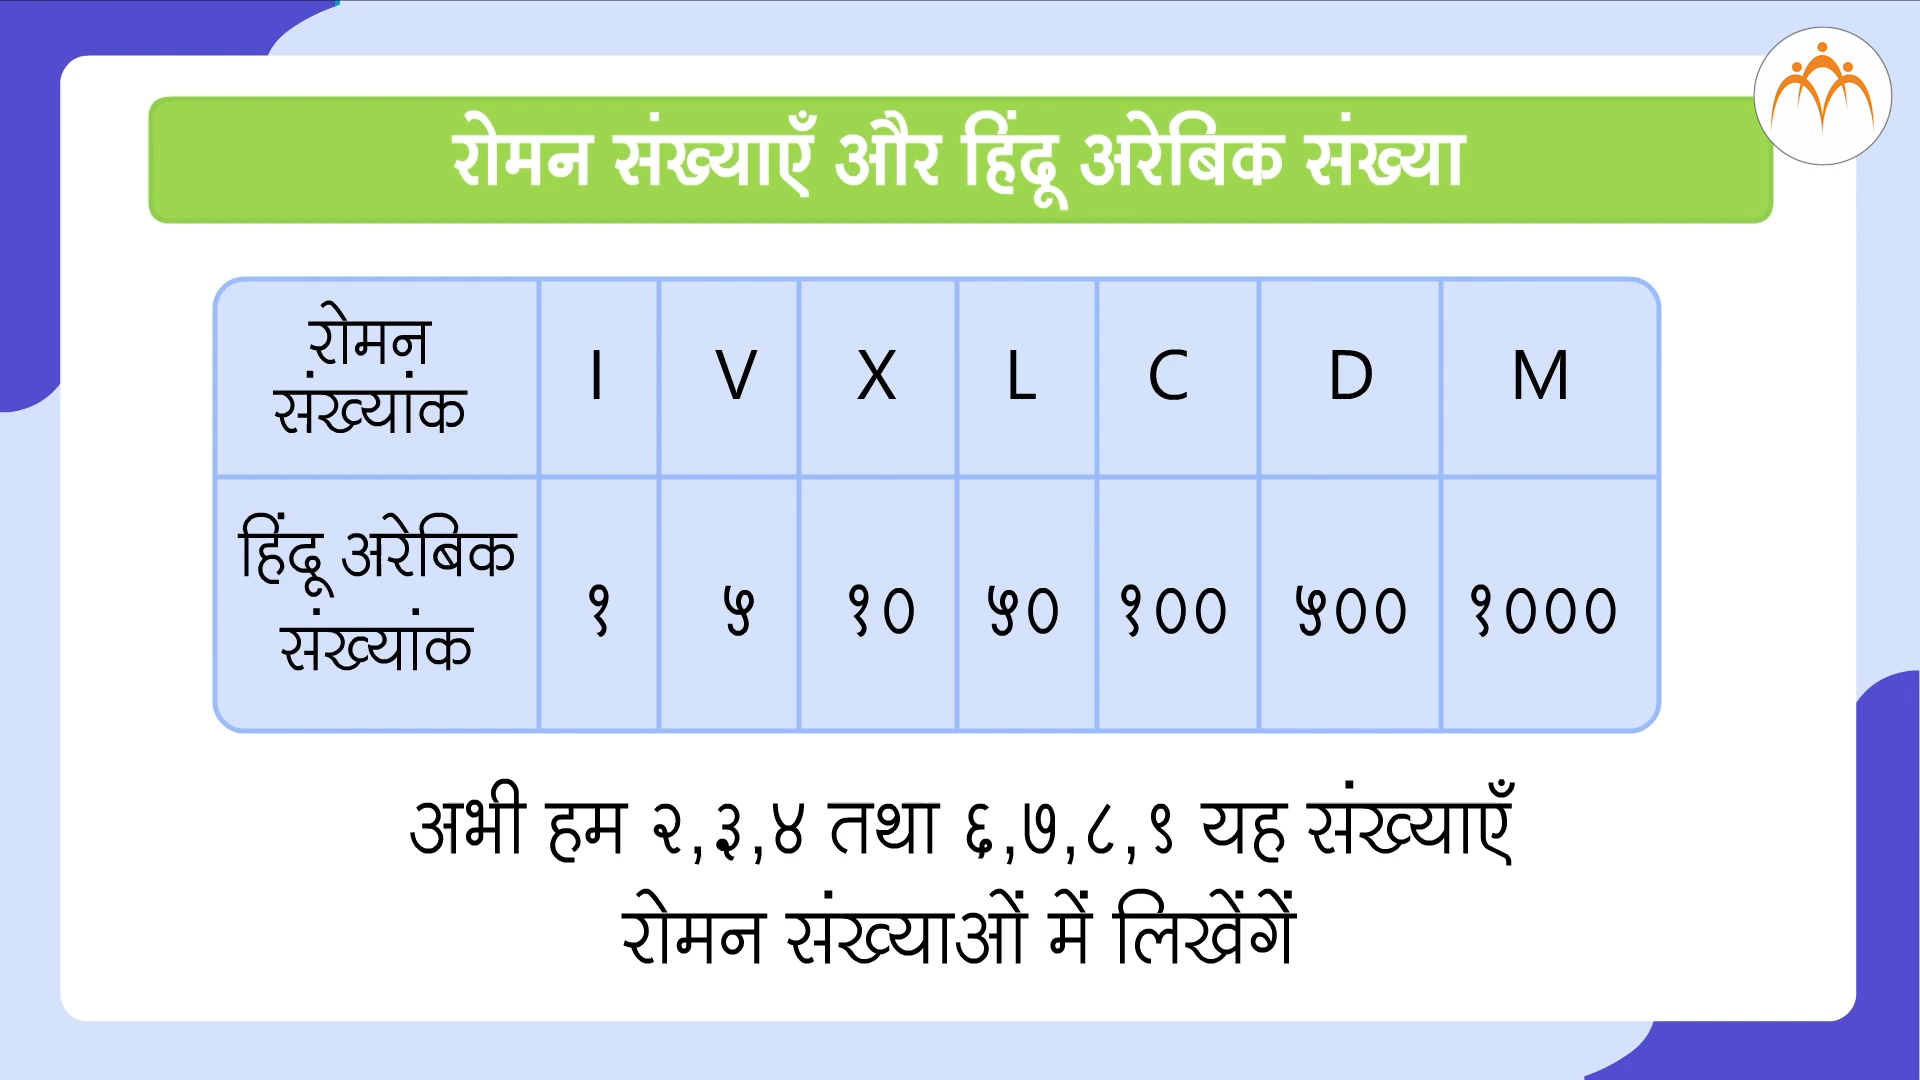 रोमन संख्याएँ और हिंदू अरेबिक संख्या
रोमन संख्यांक I V X L C D M
हिंदू अरेबिक संख्यांक १ ५ १० ५० १०० ५०० १०००
अभी हम २,३,४ तथा ६,७,८,९ यह संख्याएँ
रोमन संख्याओं में लिखेंगें